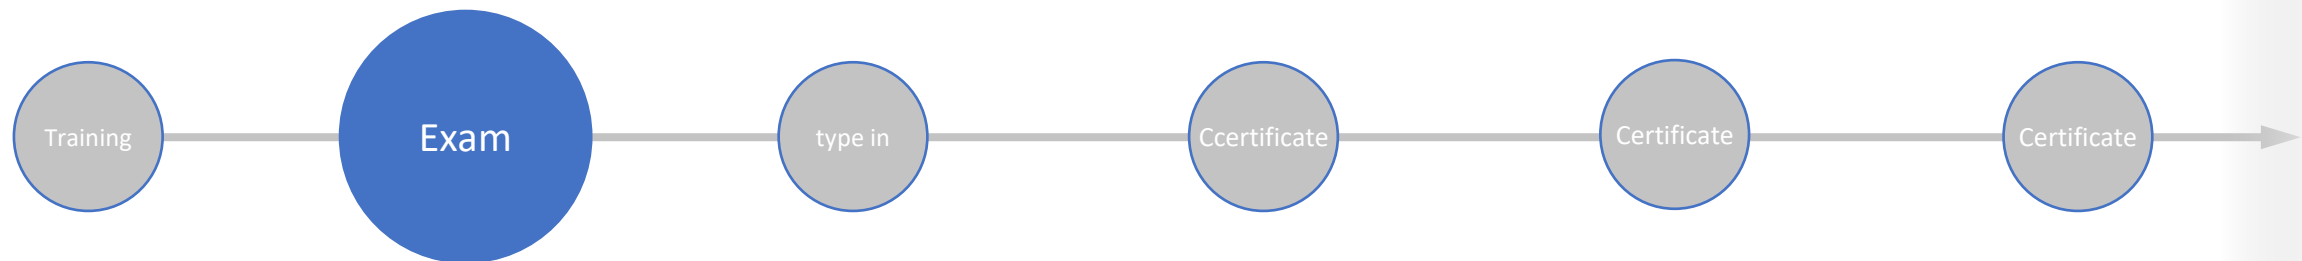 Training
Exam
type in
Ccertificate
Certificate
Certificate